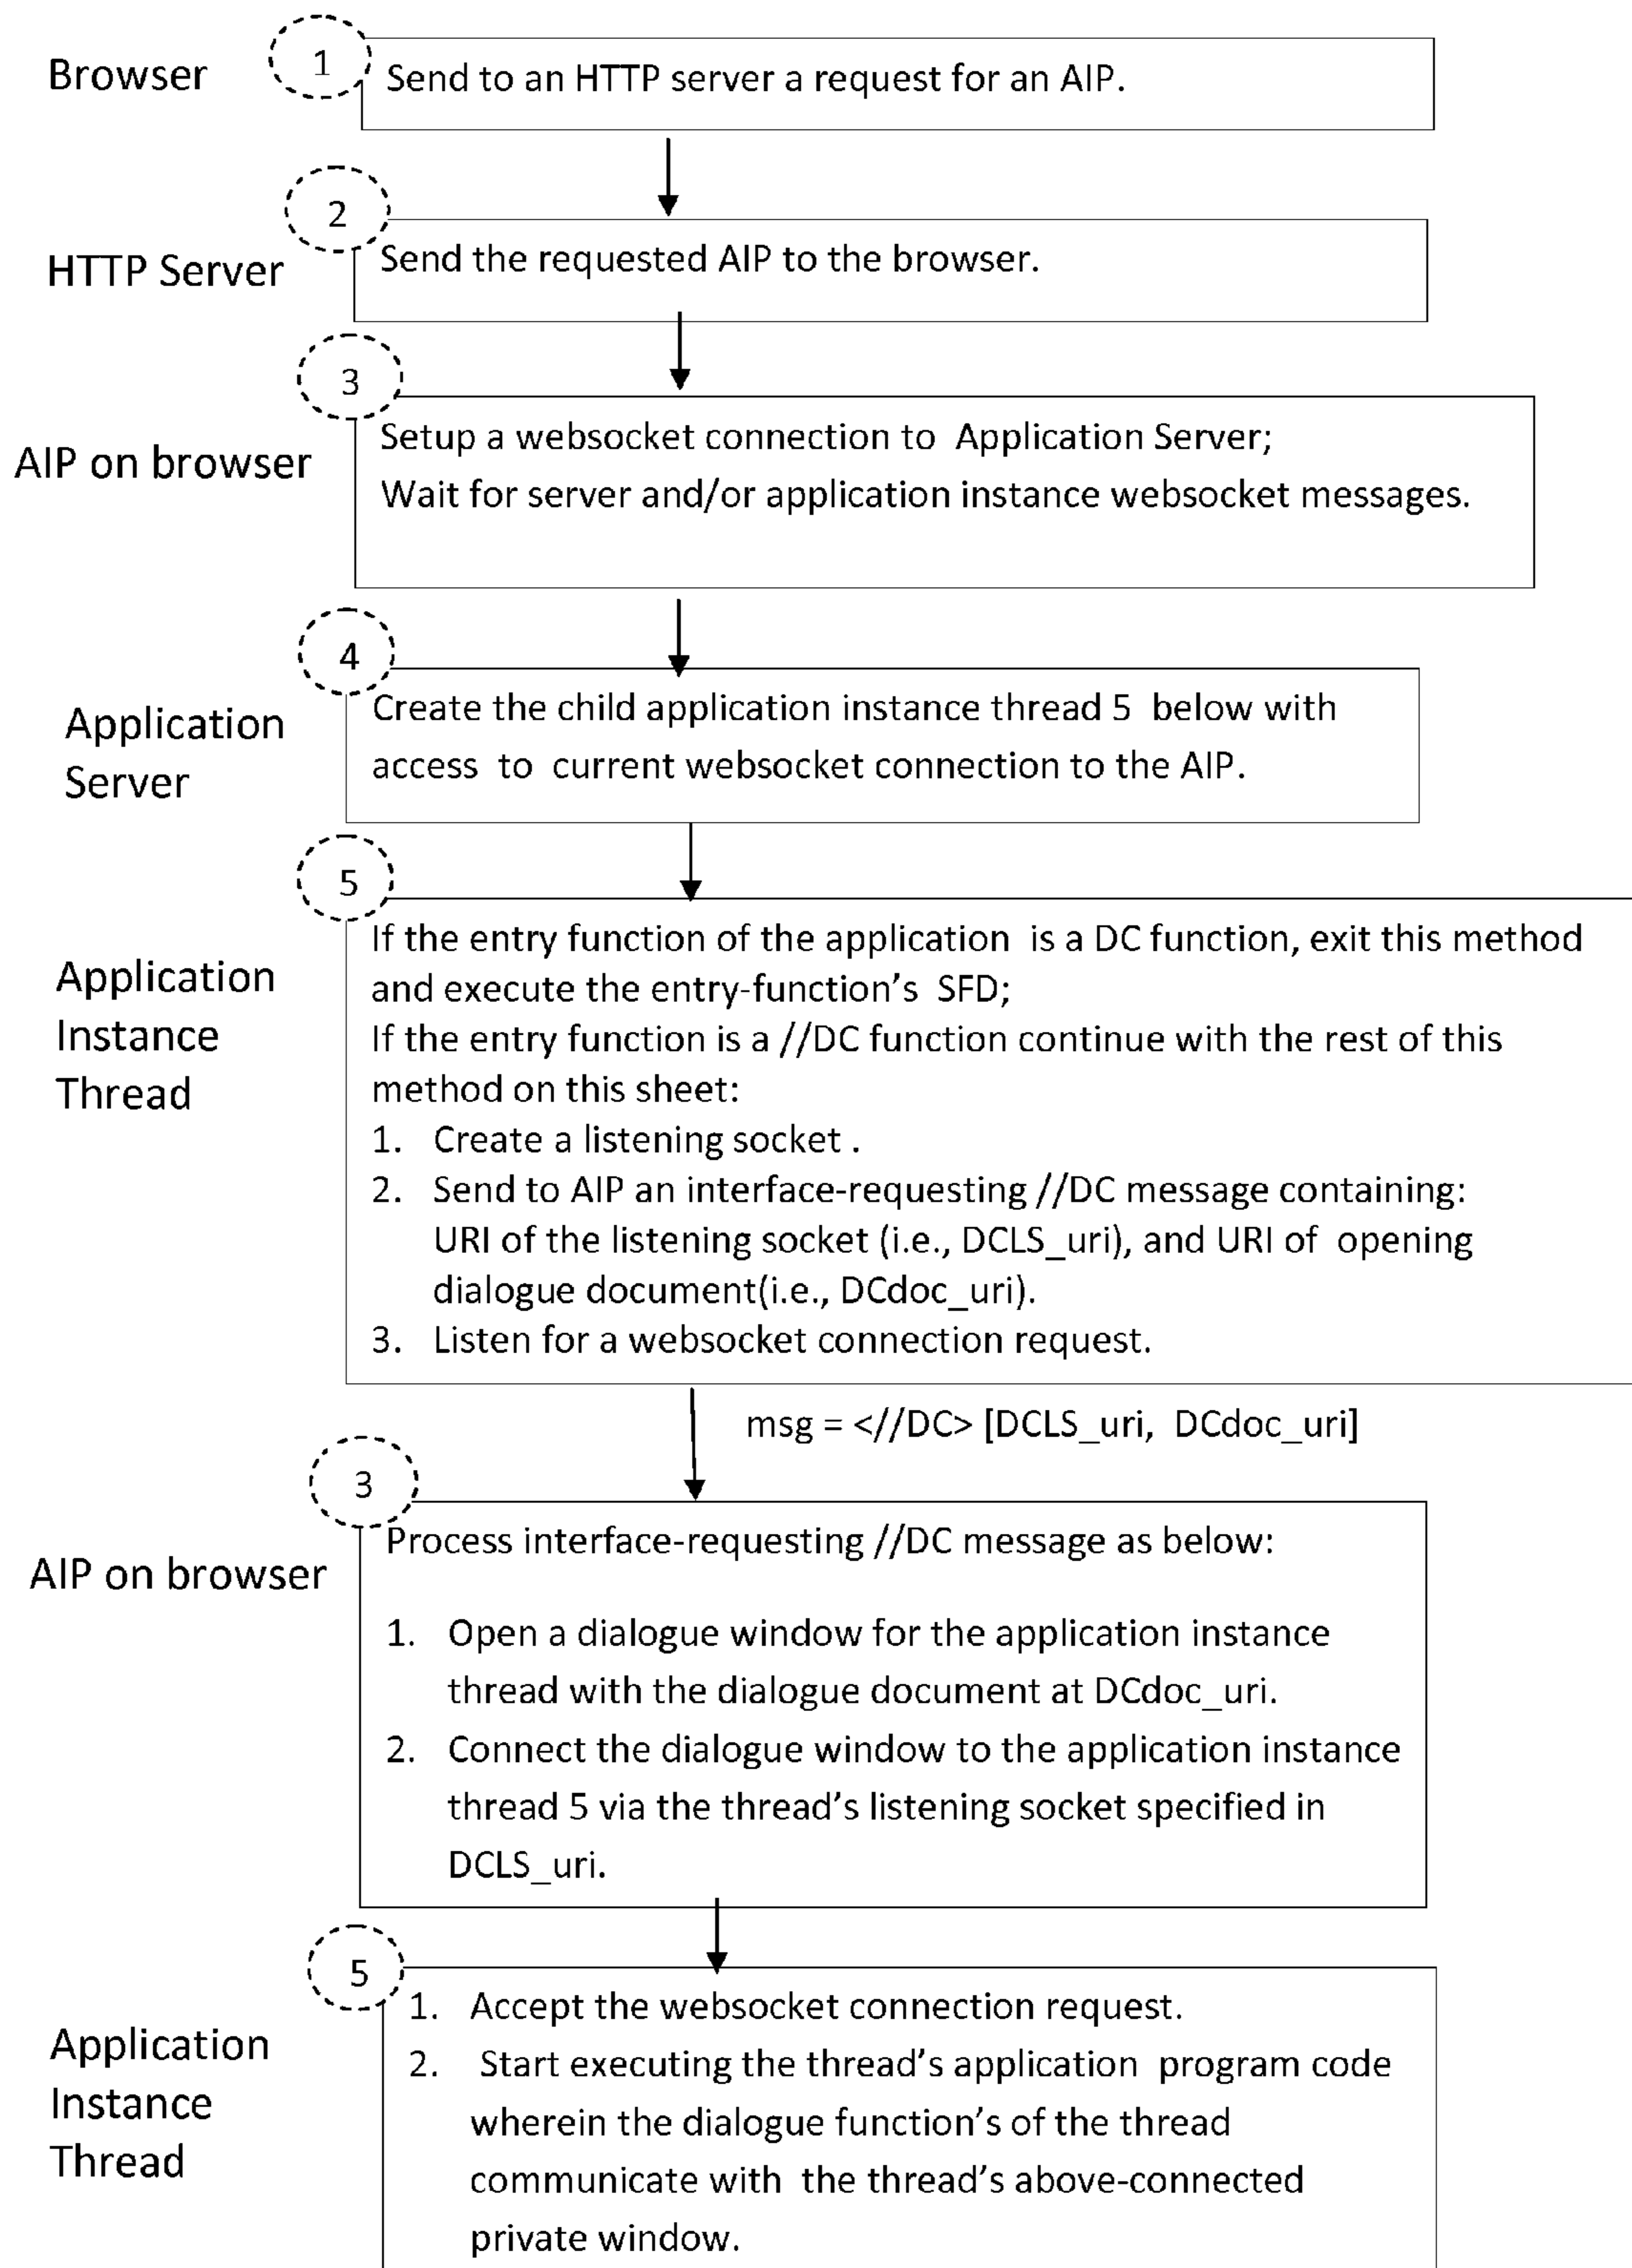 Browser
1
Send to an HTTP server a request for an AIP.
2
HTTP Server
Send the requested AIP to the browser.
3
AIP on browser
Setup a websocket connection to Application Server;
Wait for server and/or application instance websocket messages.
4
Application
Server
Create the child application instance thread 5 below with
access to current websocket connection to the AIP.
5
Application
Instance
Thread
If the entry function of the application is a DC function, exit this method
and execute the entry-function's SFD;
If the entry function is a //DC function continue with the rest of this
method on this sheet:
1. Create a listening socket .
2. Send to AIP an interface-requesting //DC message containing:
URI of the listening socket (i.e., DCLS_uri), and URI of opening
dialogue document(i.e., DCdoc_uri).
3. Listen for a websocket connection request.
msg = <//DC> [DCLS_uri, DCdoc_uri]
3
AIP on browser
Process interface-requesting //DC message as below:
1. Open a dialogue window for the application instance
thread with the dialogue document at DCdoc_uri.
2. Connect the dialogue window to the application instance
thread 5 via the thread's listening socket specified in
DCLS_uri.
5
Application
Instance
Thread
1. Accept the websocket connection request.
2. Start executing the thread's application program code
wherein the dialogue function's of the thread
communicate with the thread's above-connected
private window.